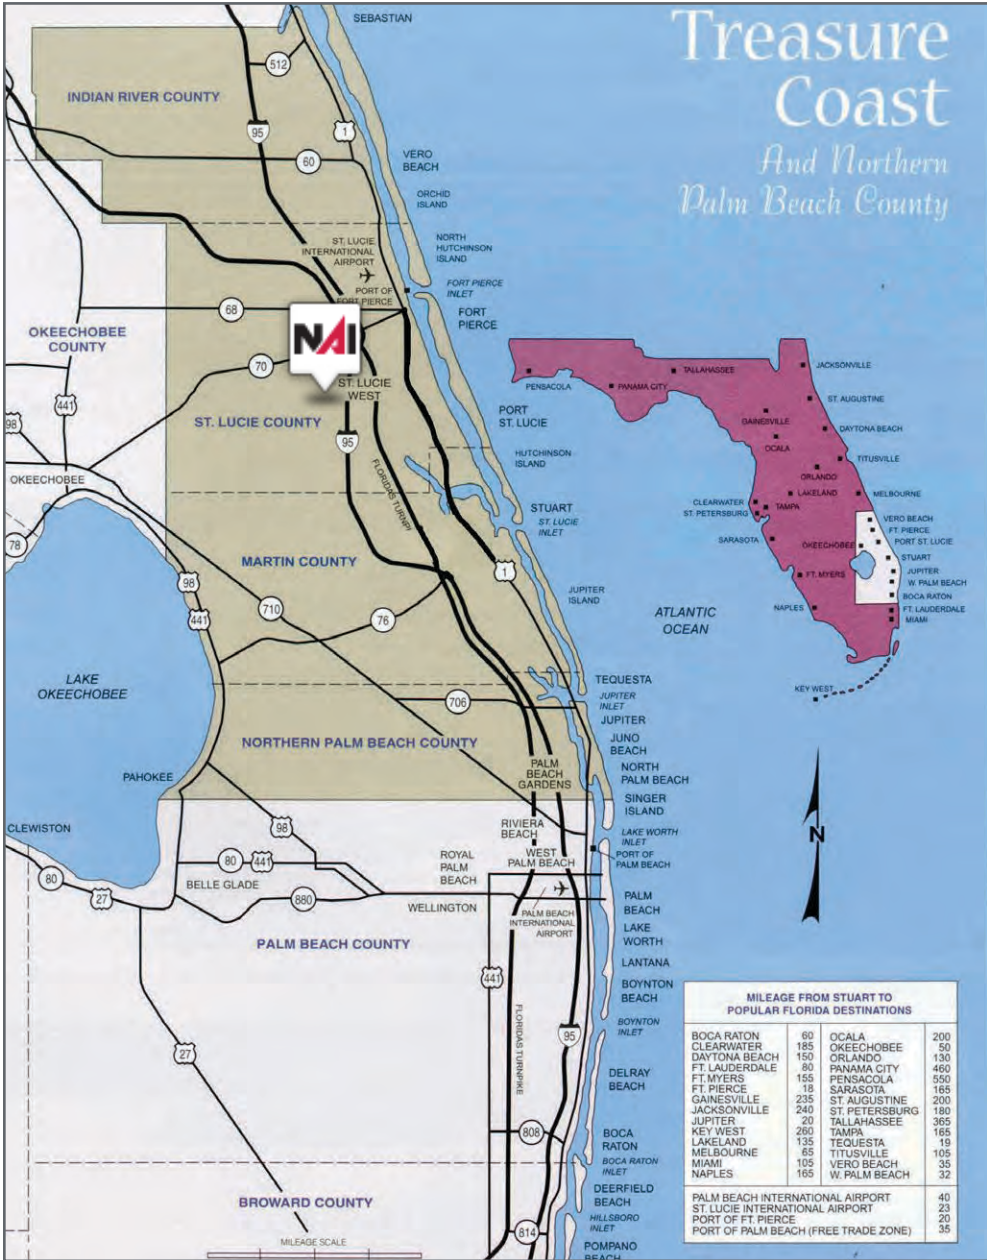 Treasure
Coast
And Northern
Palm Beach County
SEBASTIAN
512
INDIAN RIVER COUNTY
95
1
60
VERO
BEACH
ORCHID
ISLAND
ST. LUCIE
INTERNATIONAL
AIRPORT
NORTH
HUTCHINSON
ISLAND
PORT OF
FORT PIERCE
FORT PIERCE
INLET
68
FORT
PIERCE
NAI
OKEECHOBEE
COUNTY
70
ST. LUCIE
WEST
441
98
ST. LUCIE COUNTY
95
PORT
ST. LUCIE
HUTCHINSON
ISLAND
OKEECHOBEE
FLORIDAS TURNPI
STUART
ST. LUCIE
INLET
78
MARTIN COUNTY
1
98
441
710
76
JUPITER
ISLAND
ATLANTIC
OCEAN
LAKE
OKEECHOBEE
TEQUESTA
JUPITER
INLET
706
JUPITER
NORTHERN PALM BEACH COUNTY
JUNO
BEACH
PAHOKEE
PALM
BEACH
GARDENS
NORTH
PALM BEACH
SINGER
ISLAND
CLEWISTON
98
RIVIERA
BEACH
LAKE WORTH
INLET
80
441
ROYAL
PALM
BEACH
WEST
PALM BEACH
PORT OF
PALM BEACH
80
27
BELLE GLADE
880
WELLINGTON
PALM BEACH
INTERNATIONAL
AIRPORT
PALM
BEACH
PALM BEACH COUNTY
LAKE
WORTH
LANTANA
441
BOYNTON
BEACH
FLORIDAS TURNPIKE
95
BOYNTON
INLET
27
DELRAY
BEACH
808
BOCA
RATON
BOCA RATON
INLET
BROWARD COUNTY
DEERFIELD
BEACH
814
HILLSBORO
INLET
MILEAGE SCALE
POMPANO
BEACH
PENSACOLA
PANAMA CITY
TALLAHASSEE
JACKSONVILLE
ST. AUGUSTINE
GAINESVILLE
DAYTONA BEACH
OCALA
TITUSVILLE
ORLANDO
LAKELAND
MELBOURNE
CLEARWATER
TAMPA
ST. PETERSBURG
VERO BEACH
FT. PIERCE
SARASOTA
OKEECHOBEE
PORT ST. LUCIE
STUART
FT. MYERS
JUPITER
W. PALM BEACH
BOCA RATON
NAPLES
FT. LAUDERDALE
MIAMI
KEY WEST
N
MILEAGE FROM STUART TO
POPULAR FLORIDA DESTINATIONS
BOCA RATON 60 OCALA 200
CLEARWATER 185 OKEECHOBEE 50
DAYTONA BEACH 150 ORLANDO 130
FT. LAUDERDALE 80 PANAMA CITY 460
FT. MYERS 155 PENSACOLA 550
FT. PIERCE 18 SARASOTA 165
GAINESVILLE 235 ST. AUGUSTINE 200
JACKSONVILLE 240 ST. PETERSBURG 180
JUPITER 20 TALLAHASSEE 365
KEY WEST 260 TAMPA 165
LAKELAND 135 TEQUESTA 19
MELBOURNE 65 TITUSVILLE 105
MIAMI 105 VERO BEACH 35
NAPLES 165 W. PALM BEACH 32
PALM BEACH INTERNATIONAL AIRPORT 40
ST. LUCIE INTERNATIONAL AIRPORT 23
PORT OF FT. PIERCE 20
PORT OF PALM BEACH (FREE TRADE ZONE) 35